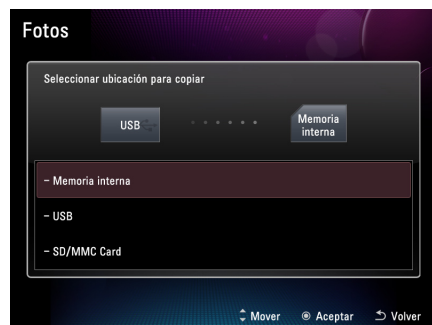 Fotos
Seleccionar ubicación para copiar
USB
Memoria
interna
– Memoria interna
– USB
– SD/MMC Card
Mover Aceptar Volver